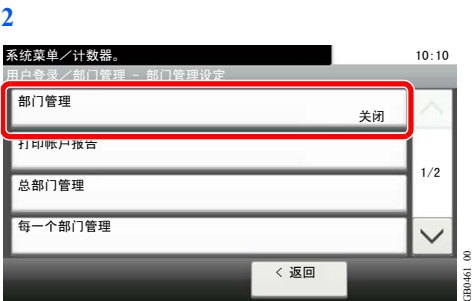 2
系统菜单／计数器。
10:10
用户登录／部门管理 - 部门管理设定
部门管理
关闭
打印帐户报告
1/2
总部门管理
每一个部门管理
< 返回
GB0461_00